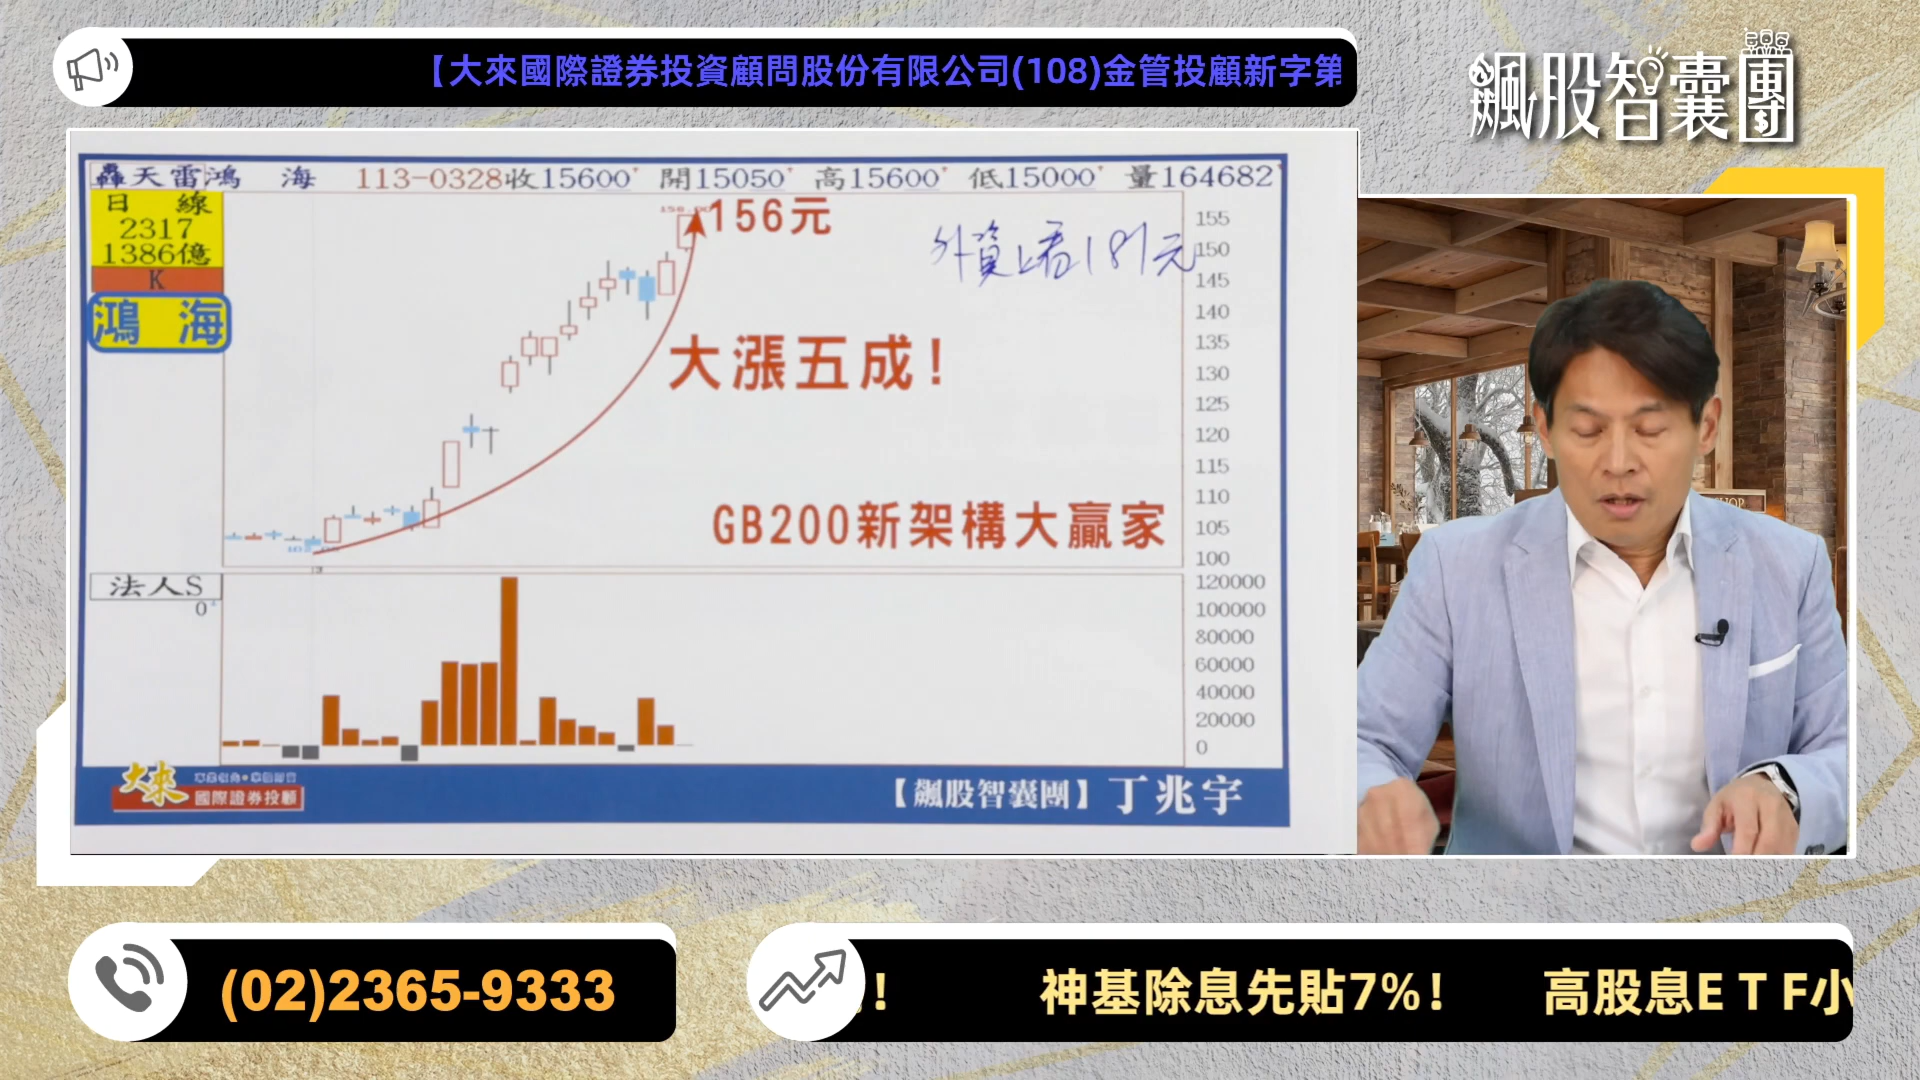 【大來國際證券投資顧問股份有限公司(108)金管投顧新字第
飆股智囊團
轟天雷鴻 海 113-0328收15600 開15050 高15600 低15000 量164682
日 線
2317
1386億
K
鴻 海
156元
外資上看181元
大漲五成!
GB200新架構大贏家
155
150
145
140
135
130
125
120
115
110
105
100
法人S
0
120000
100000
80000
60000
40000
20000
0
大來
國際證券投顧
【飆股智囊團】丁兆宇
(02)2365-9333
! 神基除息先貼7%! 高股息ETF小